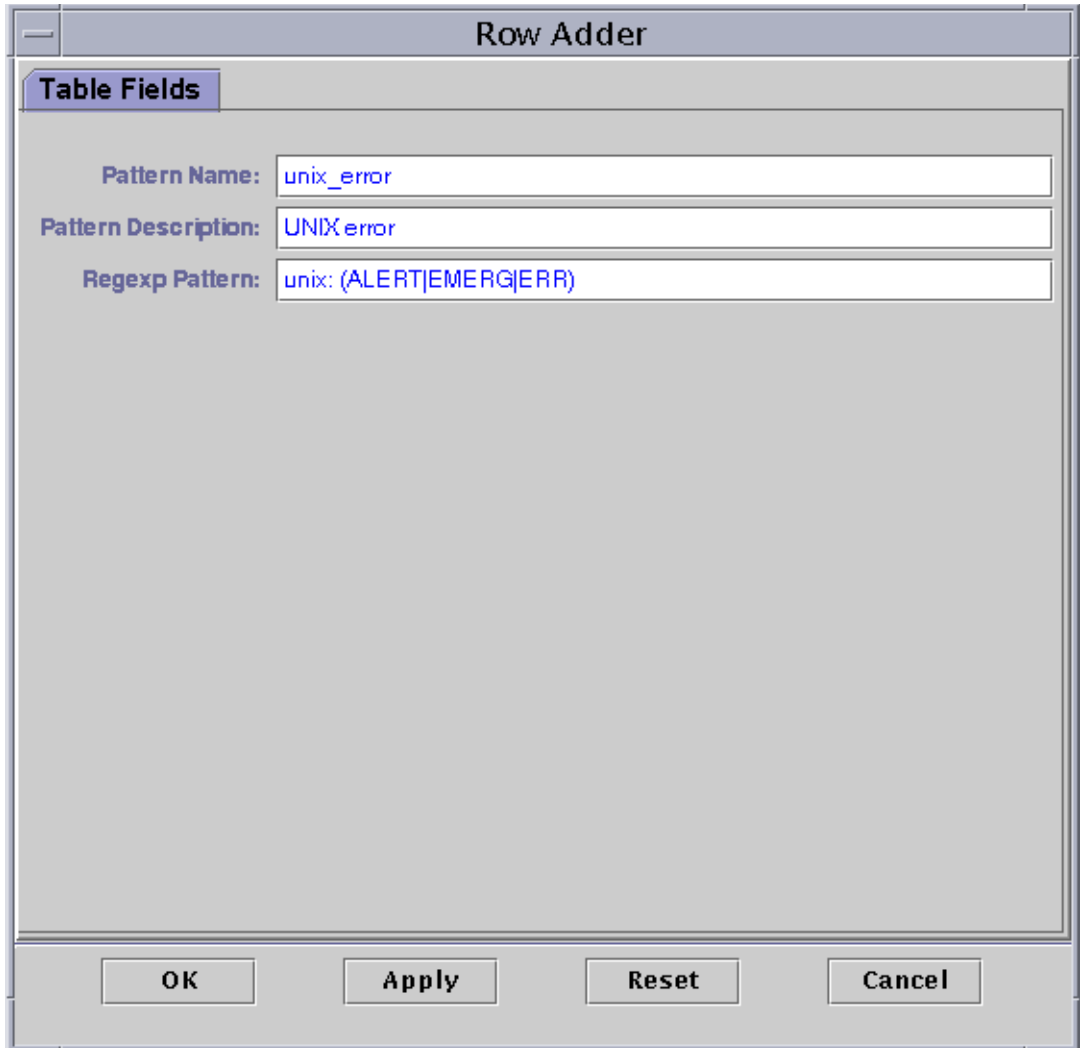 Row Adder
Table Fields
Pattern Name: unix_error
Pattern Description: UNIX error
Regexp Pattern: unix: (ALERT|EMERG|ERR)
OK Apply Reset Cancel